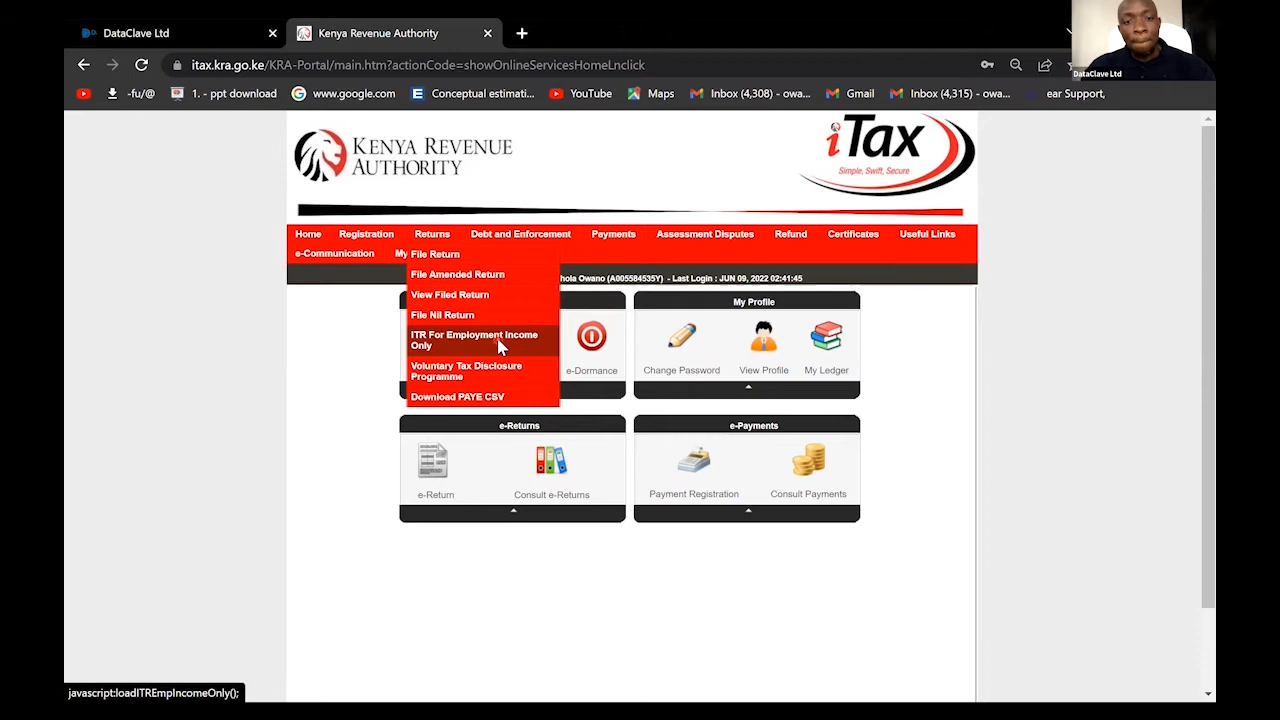 DataClave Ltd
Kenya Revenue Authority
itax.kra.go.ke/KRA-Portal/main.htm?actionCode=showOnlineServicesHomeLnclick
DataClave Ltd
-fu/@ 1. - ppt download www.google.com Conceptual estimati... YouTube Maps Inbox (4,308) - owa... Gmail Inbox (4,315) - owa... ear Support,
KENYA REVENUE
AUTHORITY
iTax
Simple, Swift, Secure
Home Registration Returns Debt and Enforcement Payments Assessment Disputes Refund Certificates Useful Links
e-Communication My
File Return
File Amended Return
View Filed Return
File Nil Return
ITR For Employment Income
Only
Voluntary Tax Disclosure
Programme
Download PAYE CSV
hola Owano (A005584535Y) - Last Login : JUN 09, 2022 02:41:45
e-Dormance
My Profile
Change Password View Profile My Ledger
e-Returns
e-Return Consult e-Returns
e-Payments
Payment Registration Consult Payments
javascript:loadITREmpIncomeOnly();